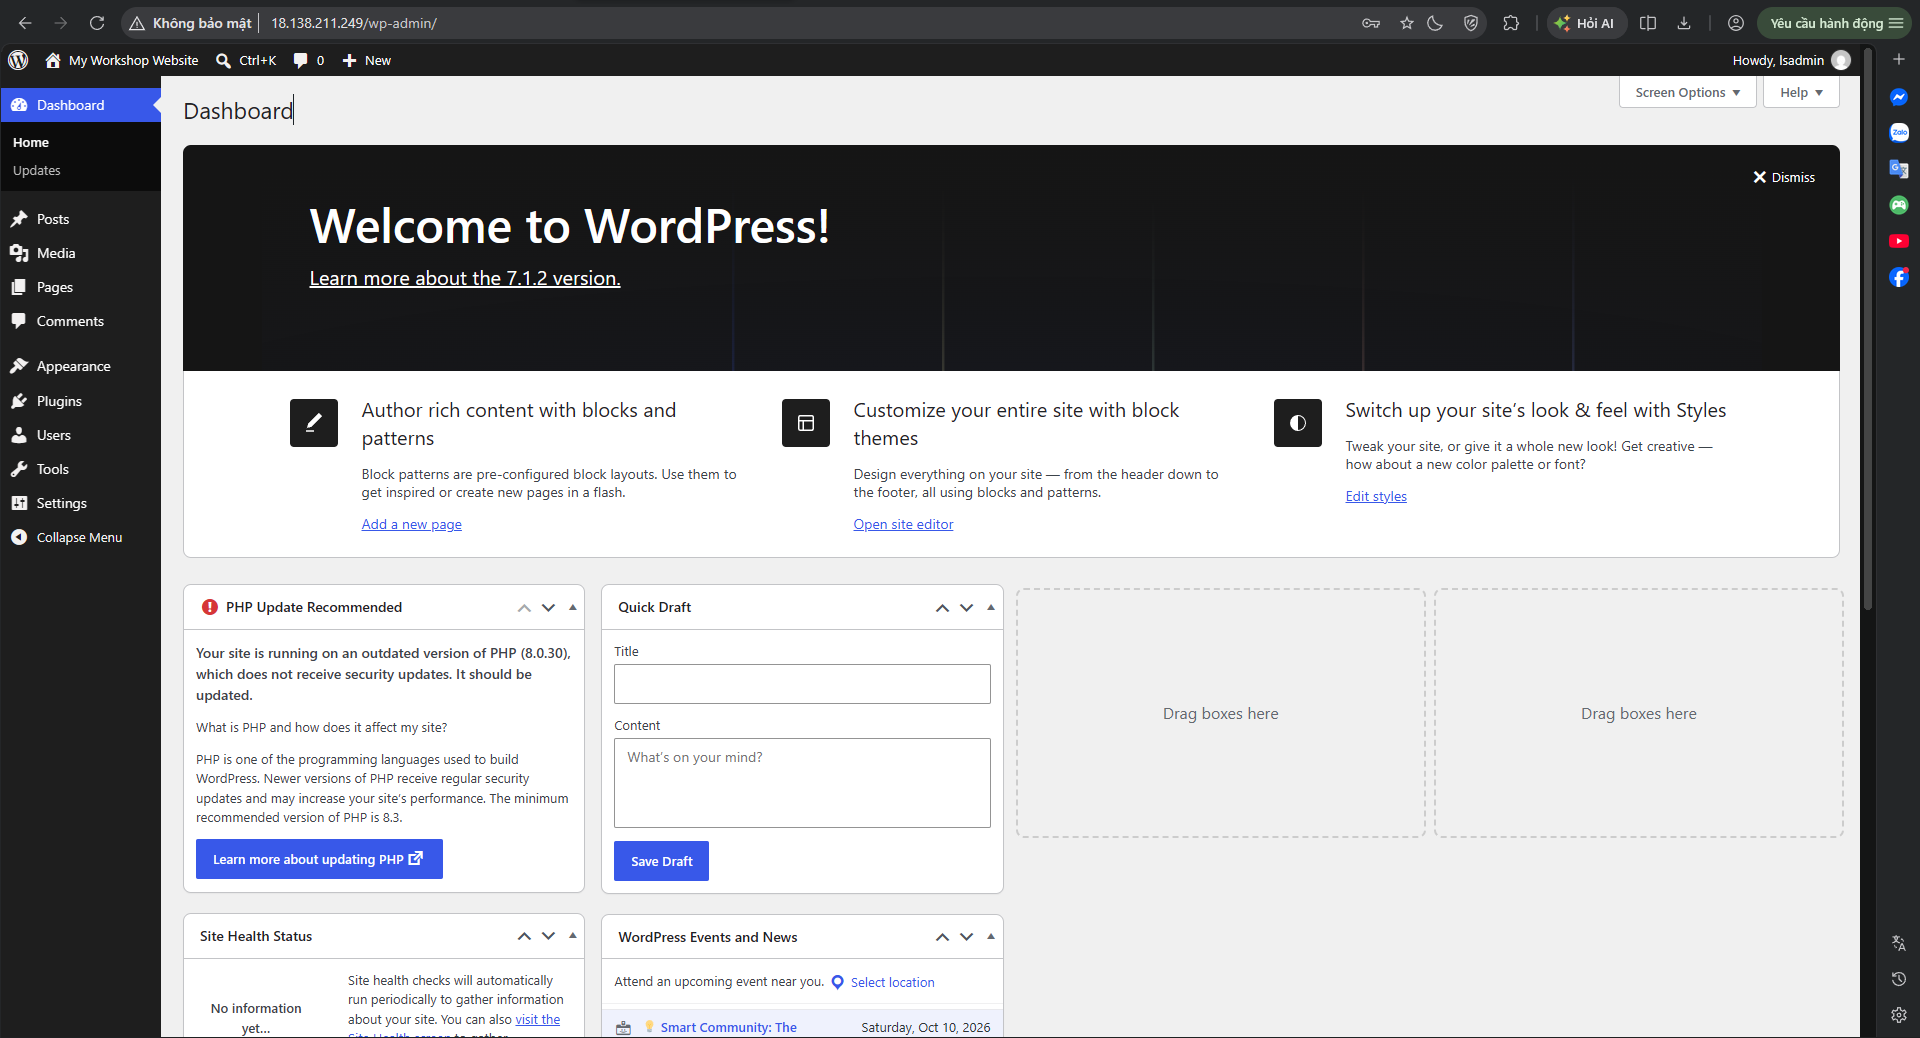 Không bảo mật
18.138.211.249/wp-admin/
Hỏi AI
Yêu cầu hành động
My Workshop Website
Ctrl+K
0
New
Howdy, lsadmin
Dashboard
Home
Updates
Posts
Media
Pages
Comments
Appearance
Plugins
Users
Tools
Settings
Collapse Menu
Dashboard
Screen Options
Help
Dismiss
Welcome to WordPress!
Learn more about the 7.1.2 version.
Author rich content with blocks and
patterns
Block patterns are pre-configured block layouts. Use them to
get inspired or create new pages in a flash.
Add a new page
Customize your entire site with block
themes
Design everything on your site — from the header down to
the footer, all using blocks and patterns.
Open site editor
Switch up your site’s look & feel with Styles
Tweak your site, or give it a whole new look! Get creative —
how about a new color palette or font?
Edit styles
PHP Update Recommended
Your site is running on an outdated version of PHP (8.0.30),
which does not receive security updates. It should be
updated.
What is PHP and how does it affect my site?
PHP is one of the programming languages used to build
WordPress. Newer versions of PHP receive regular security
updates and may increase your site’s performance. The minimum
recommended version of PHP is 8.3.
Learn more about updating PHP
Quick Draft
Title
Content
What’s on your mind?
Save Draft
Drag boxes here
Drag boxes here
Site Health Status
No information
yet...
Site health checks will automatically
run periodically to gather information
about your site. You can also visit the
Site Health screen to gather
WordPress Events and News
Attend an upcoming event near you.
Select location
Smart Community: The
Saturday, Oct 10, 2026
Zalo